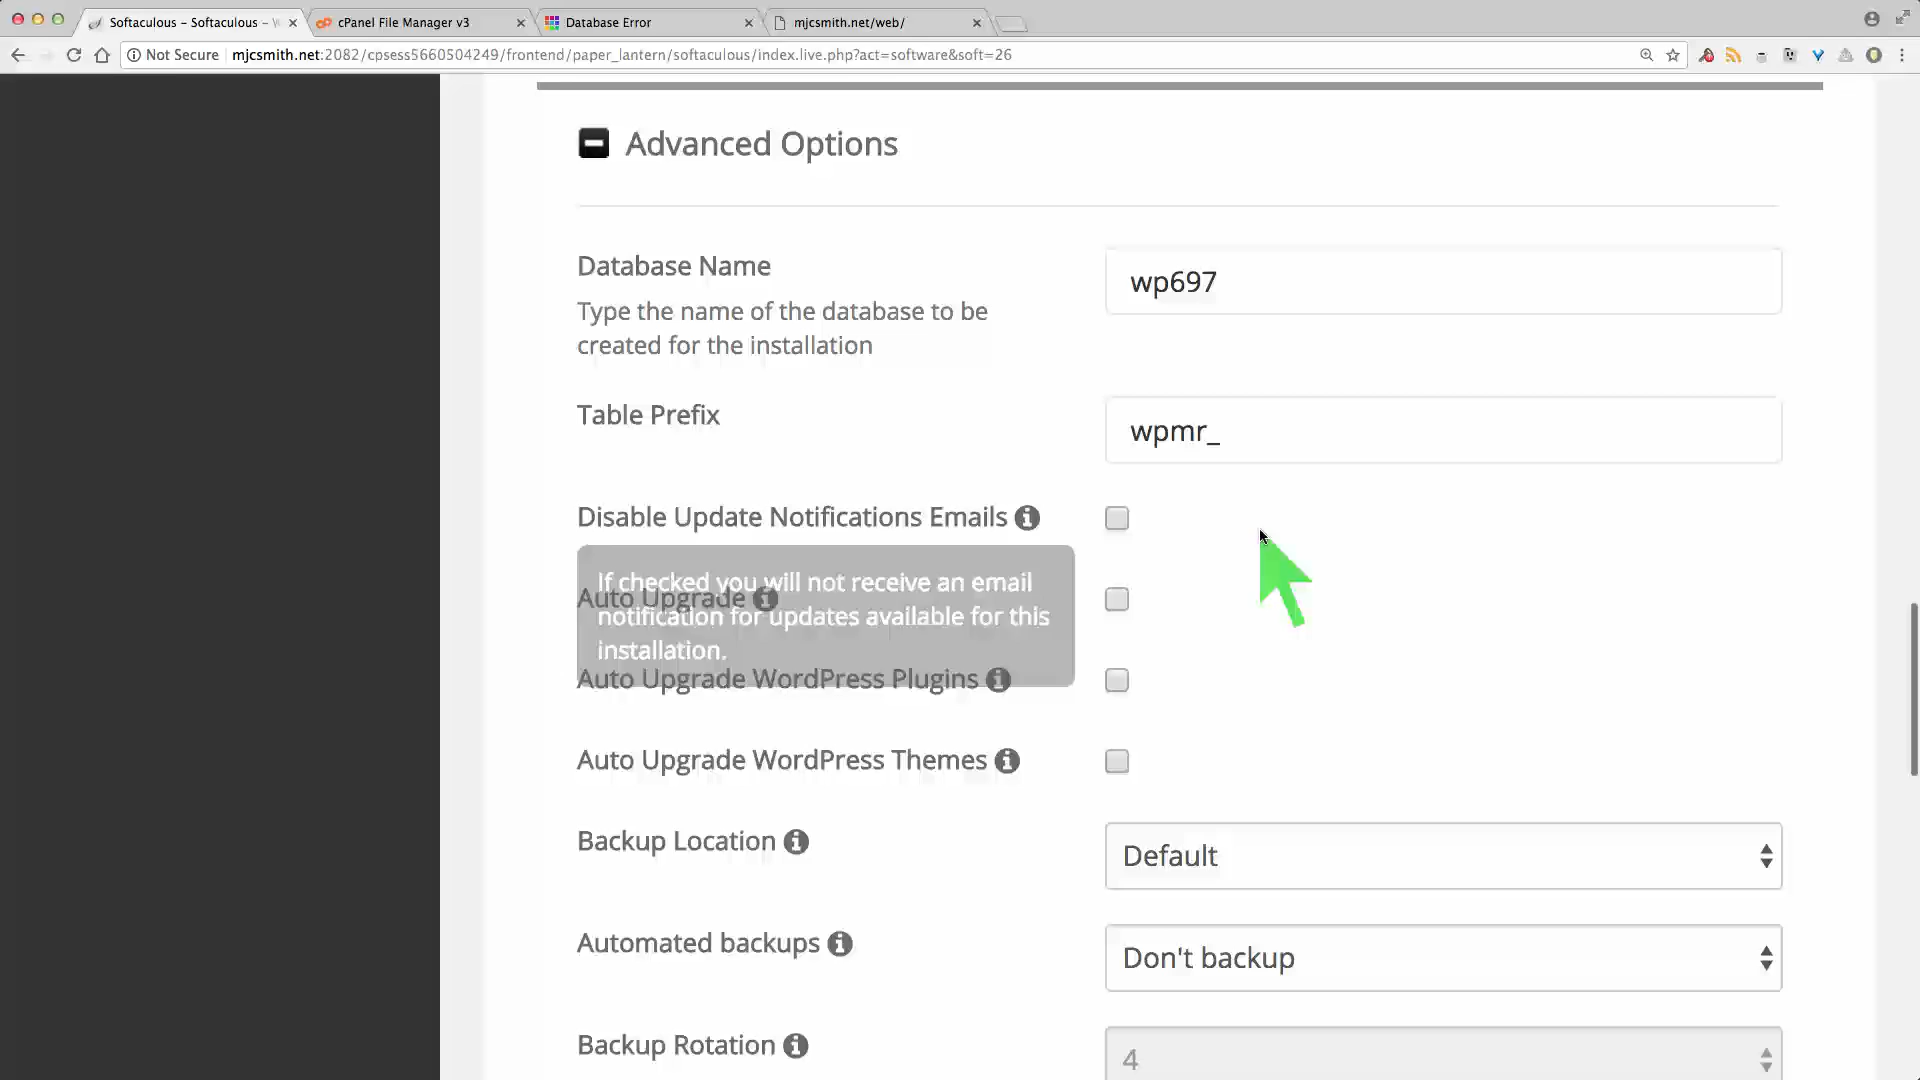 Softaculous – Softaculous –
cPanel File Manager v3
Database Error
mjcsmith.net/web/
Not Secure
mjcsmith.net:2082/cpsess5660504249/frontend/paper_lantern/softaculous/index.live.php?act=software&soft=26
Advanced Options
Database Name
wp697
Type the name of the database to be
created for the installation
Table Prefix
wpmr_
Disable Update Notifications Emails
If checked you will not receive an email
Auto Upgrade
notification for updates available for this
installation.
Auto Upgrade WordPress Plugins
Auto Upgrade WordPress Themes
Backup Location
Default
Automated backups
Don't backup
Backup Rotation
4